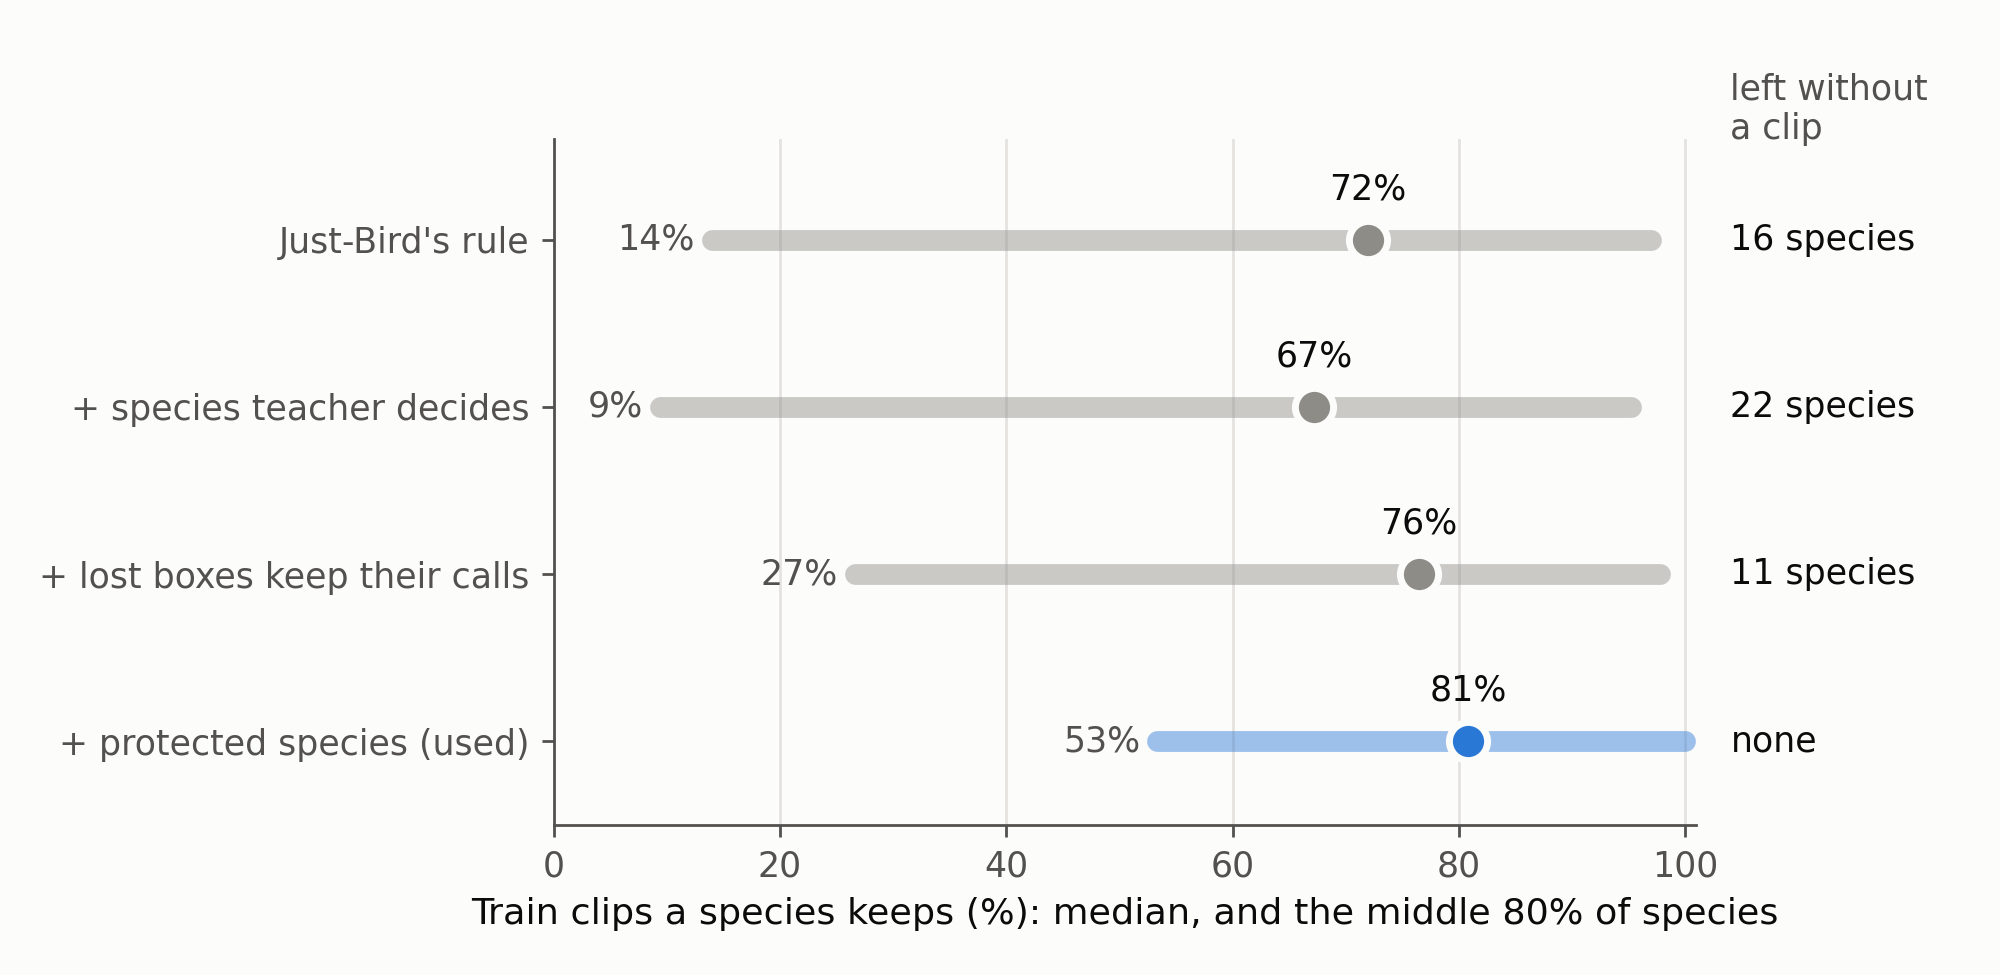 left without
a clip
72%
Just-Bird's rule 14% 16 species
67%
+ species teacher decides 9% 22 species
76%
+ lost boxes keep their calls 27% 11 species
81%
+ protected species (used) 53% none
0 20 40 60 80 100
Train clips a species keeps (%): median, and the middle 80% of species